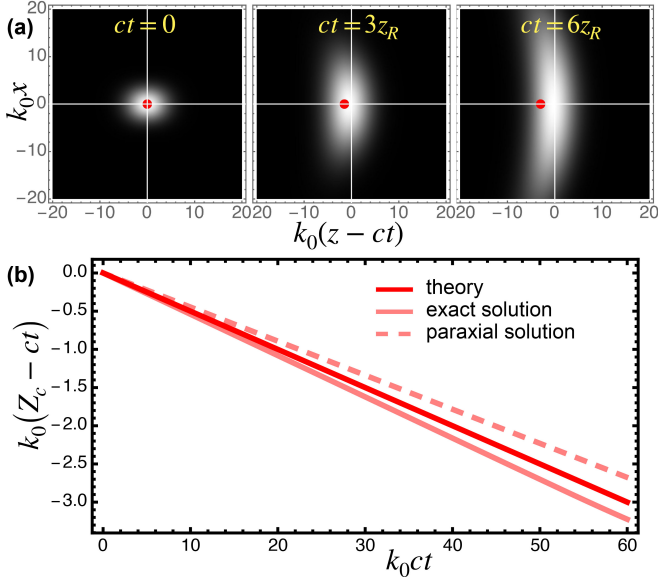 (a)
ct = 0
ct = 3z_R
ct = 6z_R
k₀x
20
10
0
−10
−20
−20 −10 0 10 20
−20 −10 0 10 20
−20 −10 0 10 20
k₀(z − ct)
(b)
k₀(Z_c − ct)
0.0
−0.5
−1.0
−1.5
−2.0
−2.5
−3.0
theory
exact solution
paraxial solution
0 10 20 30 40 50 60
k₀ct